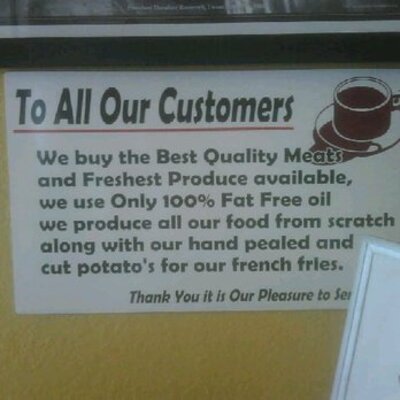 To All Our Customers
We buy the Best Quality Meats
and Freshest Produce available,
we use Only 100% Fat Free oil
we produce all our food from scratch
along with our hand pealed and
cut potato's for our french fries.
Thank You it is Our Pleasure to